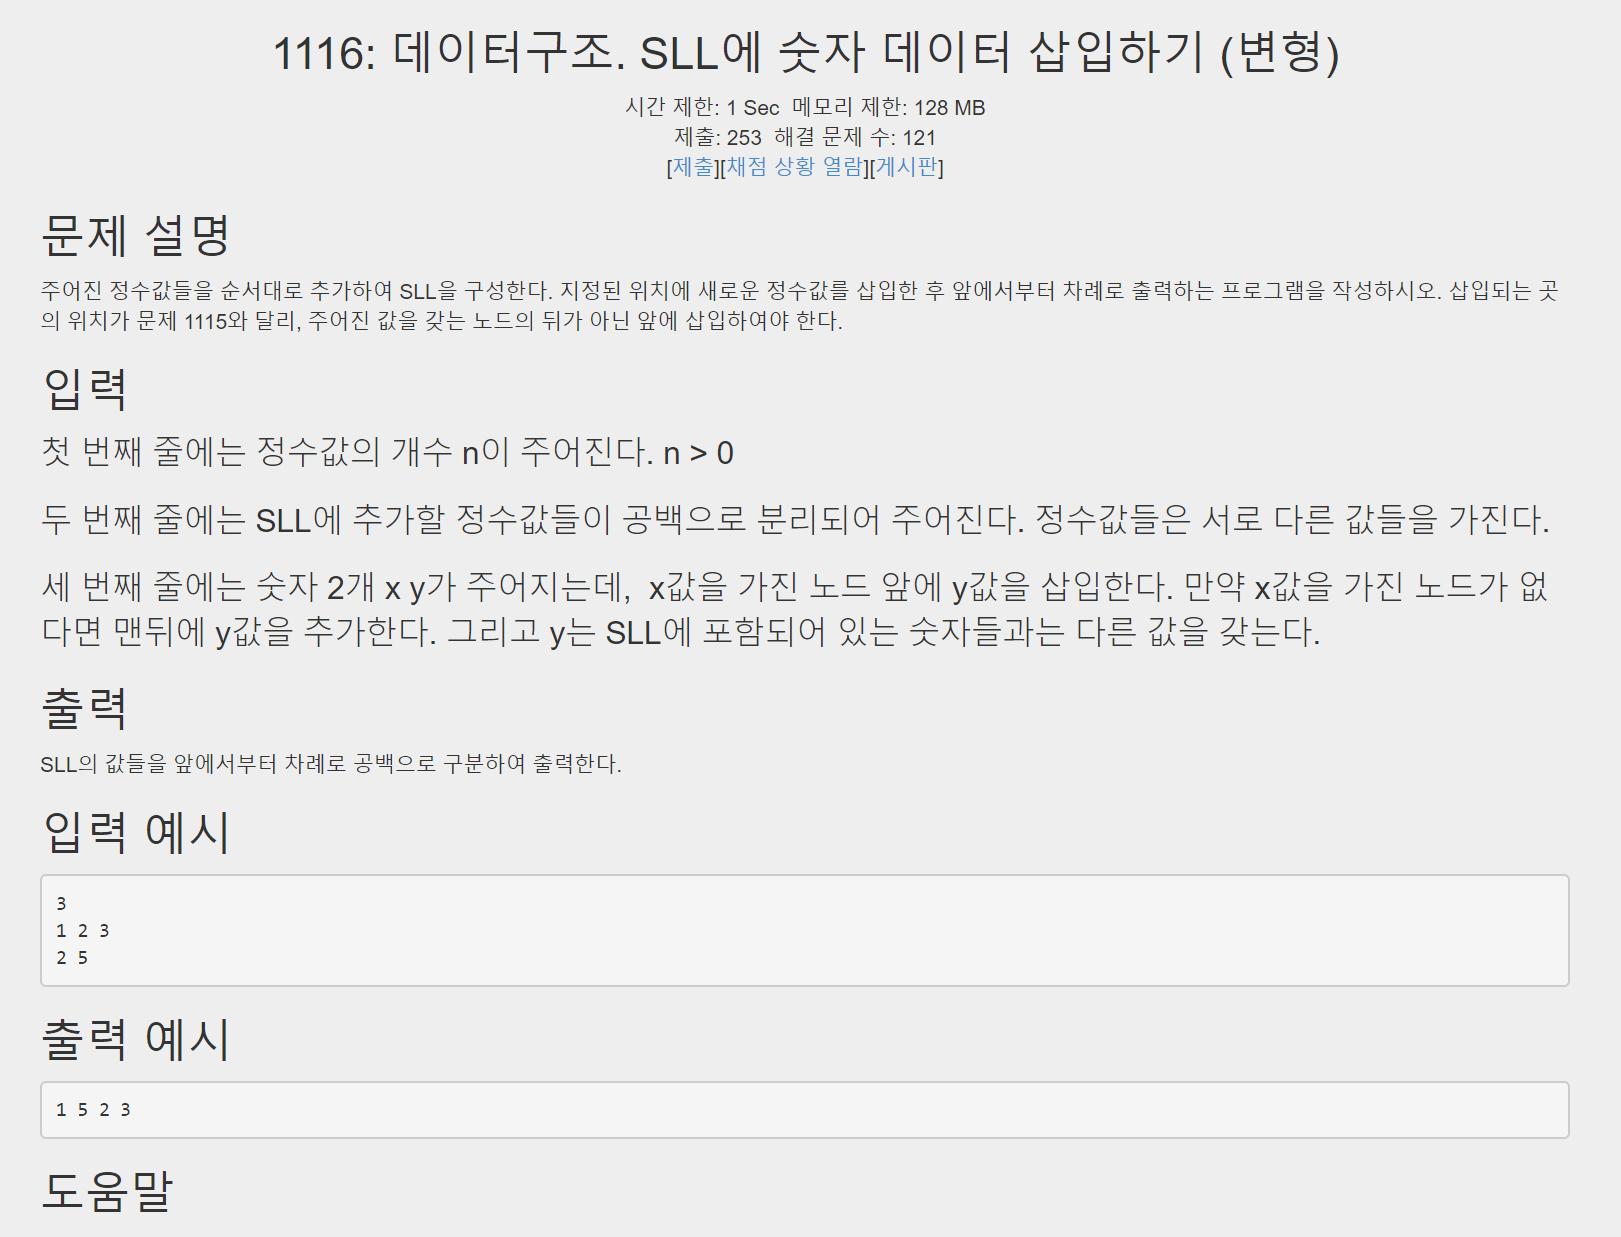 1116: 데이터구조. SLL에 숫자 데이터 삽입하기 (변형)
시간 제한: 1 Sec 메모리 제한: 128 MB
제출: 253 해결 문제 수: 121
[제출][채점 상황 열람][게시판]
문제 설명
주어진 정수값들을 순서대로 추가하여 SLL을 구성한다. 지정된 위치에 새로운 정수값를 삽입한 후 앞에서부터 차례로 출력하는 프로그램을 작성하시오. 삽입되는 곳
의 위치가 문제 1115와 달리, 주어진 값을 갖는 노드의 뒤가 아닌 앞에 삽입하여야 한다.
입력
첫 번째 줄에는 정수값의 개수 n이 주어진다. n > 0
두 번째 줄에는 SLL에 추가할 정수값들이 공백으로 분리되어 주어진다. 정수값들은 서로 다른 값들을 가진다.
세 번째 줄에는 숫자 2개 x y가 주어지는데, x값을 가진 노드 앞에 y값을 삽입한다. 만약 x값을 가진 노드가 없
다면 맨뒤에 y값을 추가한다. 그리고 y는 SLL에 포함되어 있는 숫자들과는 다른 값을 갖는다.
출력
SLL의 값들을 앞에서부터 차례로 공백으로 구분하여 출력한다.
입력 예시
3
1 2 3
2 5
출력 예시
1 5 2 3
도움말